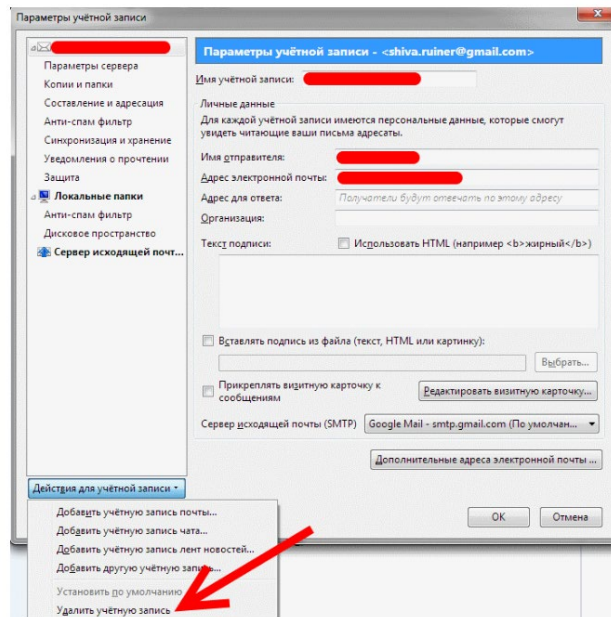 Параметры учётной записи
Параметры сервера
Копии и папки
Составление и адресация
Анти-спам фильтр
Синхронизация и хранение
Уведомления о прочтении
Защита
Локальные папки
Анти-спам фильтр
Дисковое пространство
Сервер исходящей почт...
Действия для учётной записи
Параметры учётной записи - <shiva.ruiner@gmail.com>
Имя учётной записи:
Личные данные
Для каждой учётной записи имеются персональные данные, которые смогут
увидеть читающие ваши письма адресаты.
Имя отправителя:
Адрес электронной почты:
Адрес для ответа: Получатели будут отвечать по этому адресу
Организация:
Текст подписи: Использовать HTML (например <b>жирный</b>)
Вставлять подпись из файла (текст, HTML или картинку):
Выбрать...
Прикреплять визитную карточку к
сообщениям
Редактировать визитную карточку...
Сервер исходящей почты (SMTP) Google Mail - smtp.gmail.com (По умолчан...
Дополнительные адреса электронной почты ...
OK Отмена
Добавить учётную запись почты...
Добавить учётную запись чата...
Добавить учётную запись лент новостей...
Добавить другую учётную запись...
Установить по умолчанию
Удалить учётную запись